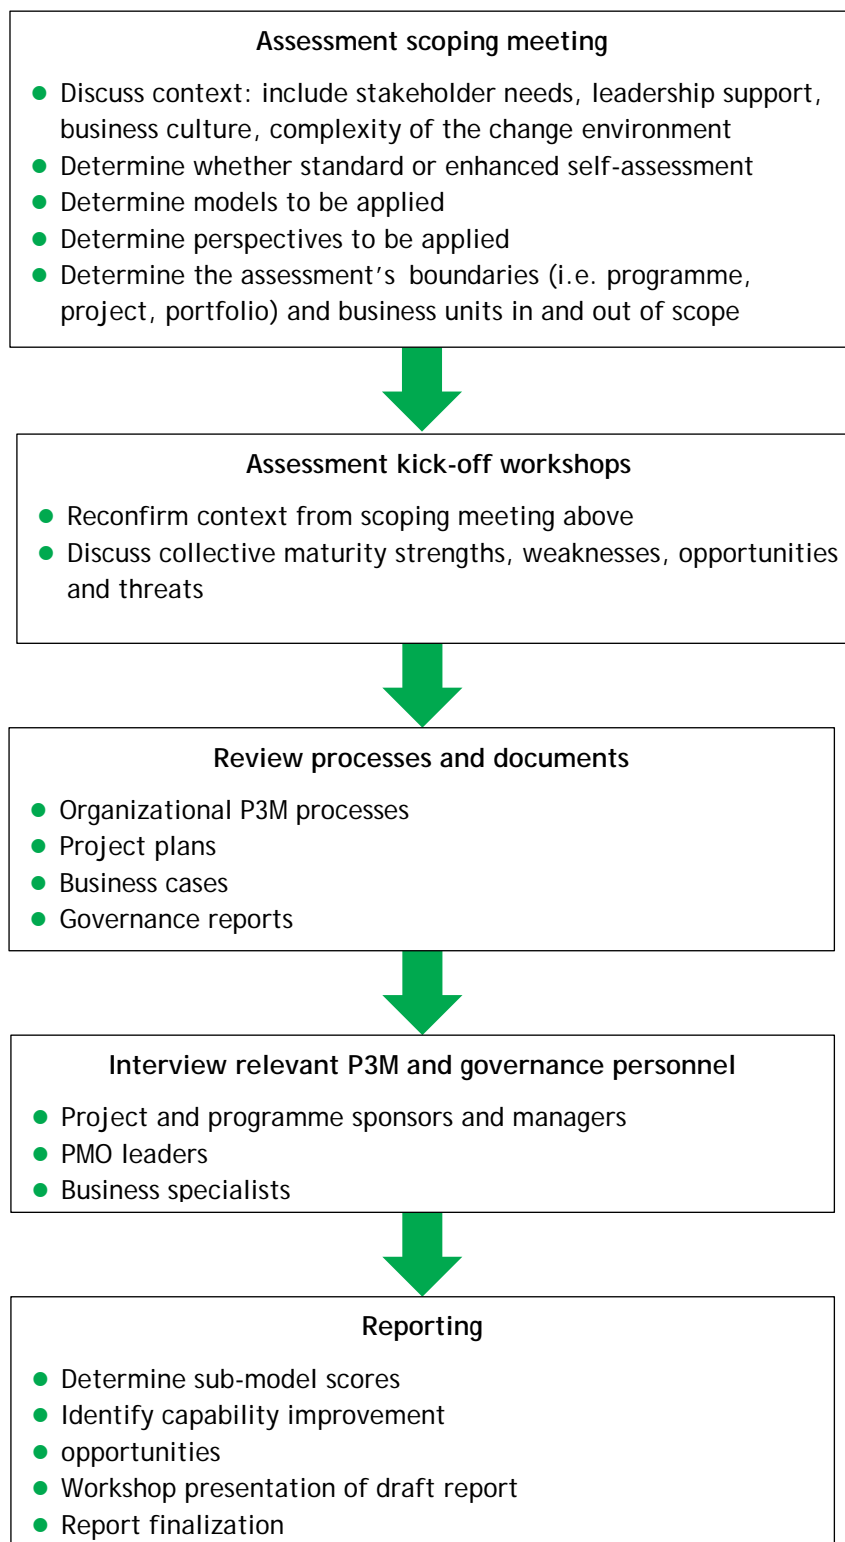 Assessment scoping meeting
● Discuss context: include stakeholder needs, leadership support,
business culture, complexity of the change environment
● Determine whether standard or enhanced self-assessment
● Determine models to be applied
● Determine perspectives to be applied
● Determine the assessment's boundaries (i.e. programme,
project, portfolio) and business units in and out of scope
Assessment kick-off workshops
● Reconfirm context from scoping meeting above
● Discuss collective maturity strengths, weaknesses, opportunities
and threats
Review processes and documents
● Organizational P3M processes
● Project plans
● Business cases
● Governance reports
Interview relevant P3M and governance personnel
● Project and programme sponsors and managers
● PMO leaders
● Business specialists
Reporting
● Determine sub-model scores
● Identify capability improvement
● opportunities
● Workshop presentation of draft report
● Report finalization